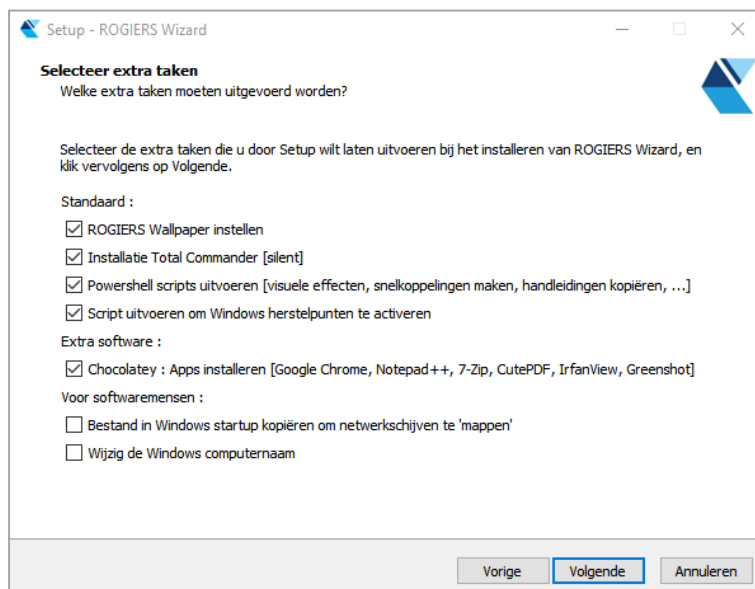 Setup - ROGIERS Wizard
Selecteer extra taken
Welke extra taken moeten uitgevoerd worden?
Selecteer de extra taken die u door Setup wilt laten uitvoeren bij het installeren van ROGIERS Wizard, en
klik vervolgens op Volgende.
Standaard :
ROGIERS Wallpaper instellen
Installatie Total Commander [silent]
Powershell scripts uitvoeren [visuele effecten, snelkoppelingen maken, handleidingen kopiëren, ...]
Script uitvoeren om Windows herstelpunten te activeren
Extra software :
Chocolatey : Apps installeren [Google Chrome, Notepad++, 7-Zip, CutePDF, IrfanView, Greenshot]
Voor softwaremensen :
Bestand in Windows startup kopiëren om netwerkschijven te 'mappen'
Wijzig de Windows computernaam
Vorige Volgende Annuleren